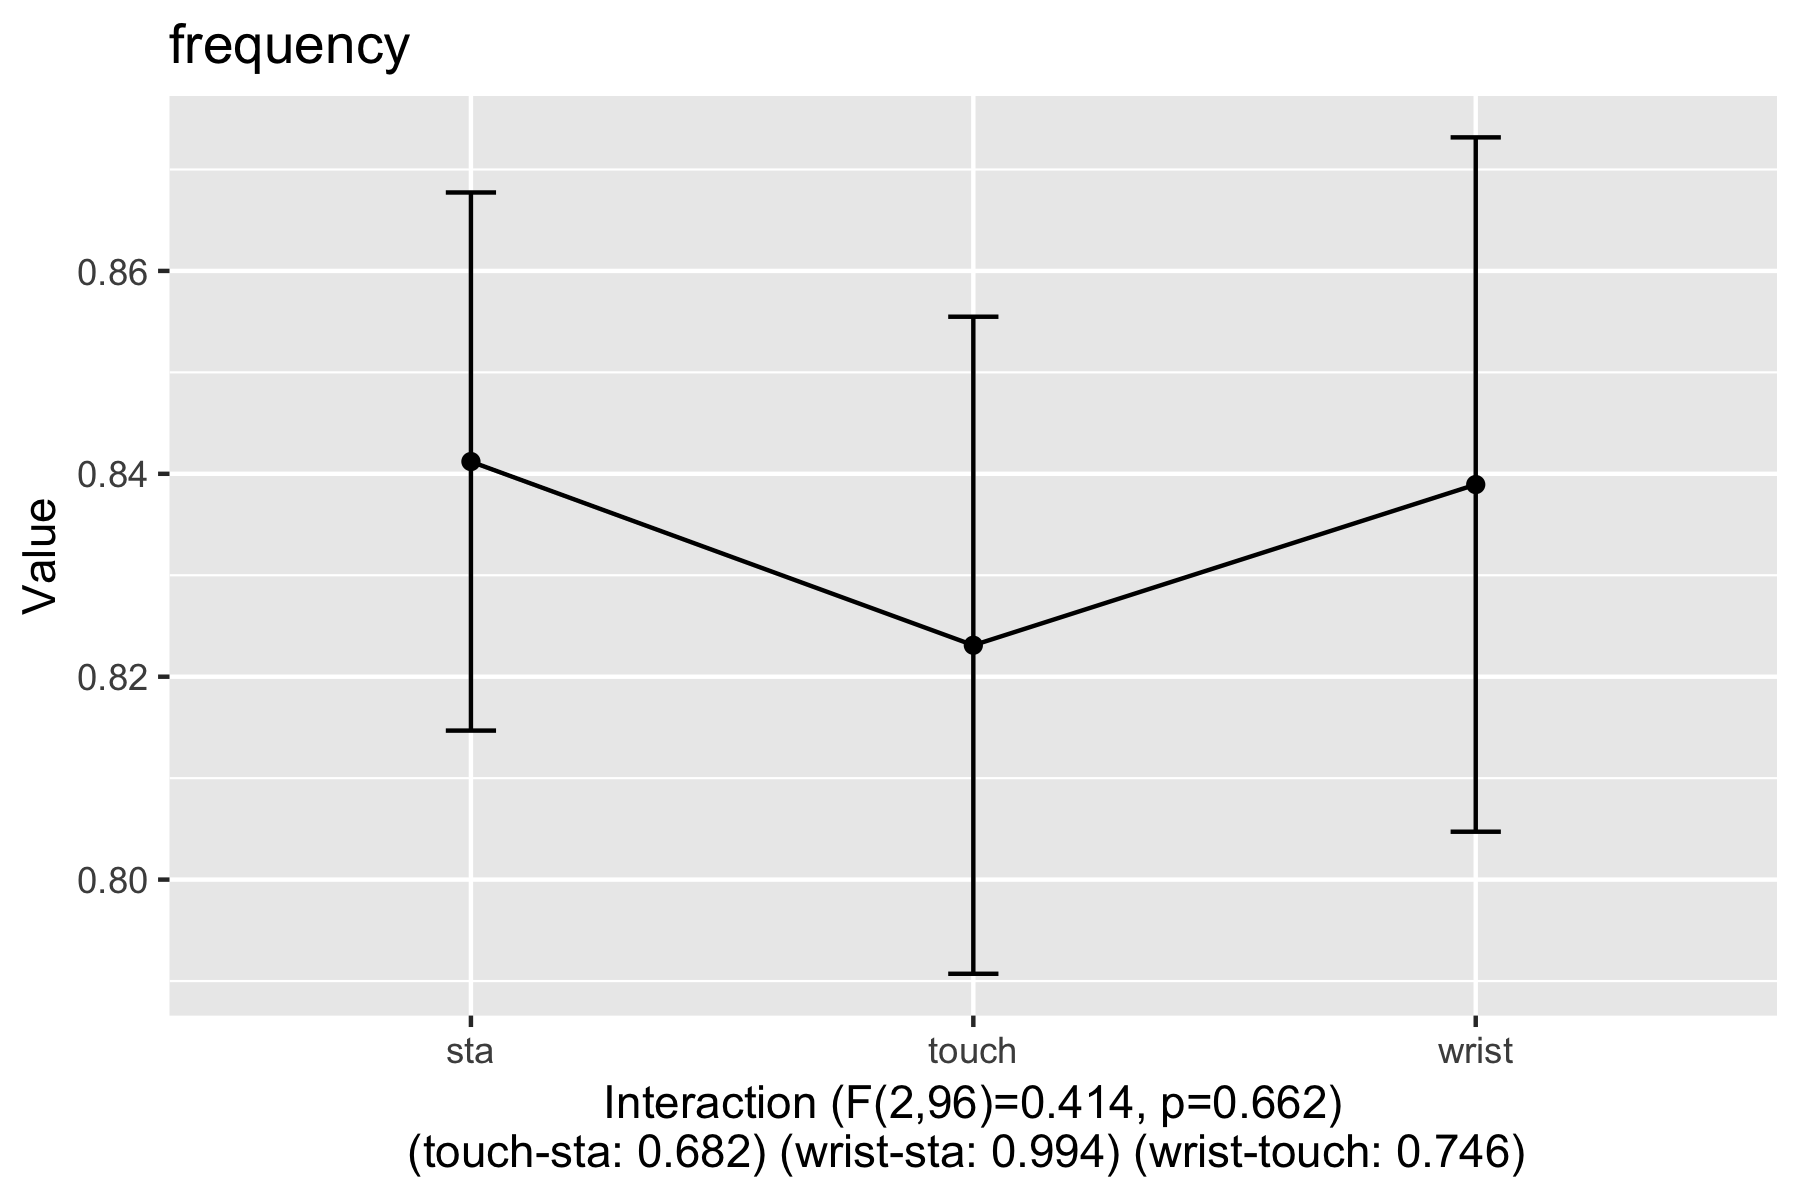 frequency
Value
0.86
0.84
0.82
0.80
sta touch wrist
Interaction (F(2,96)=0.414, p=0.662)
(touch-sta: 0.682) (wrist-sta: 0.994) (wrist-touch: 0.746)